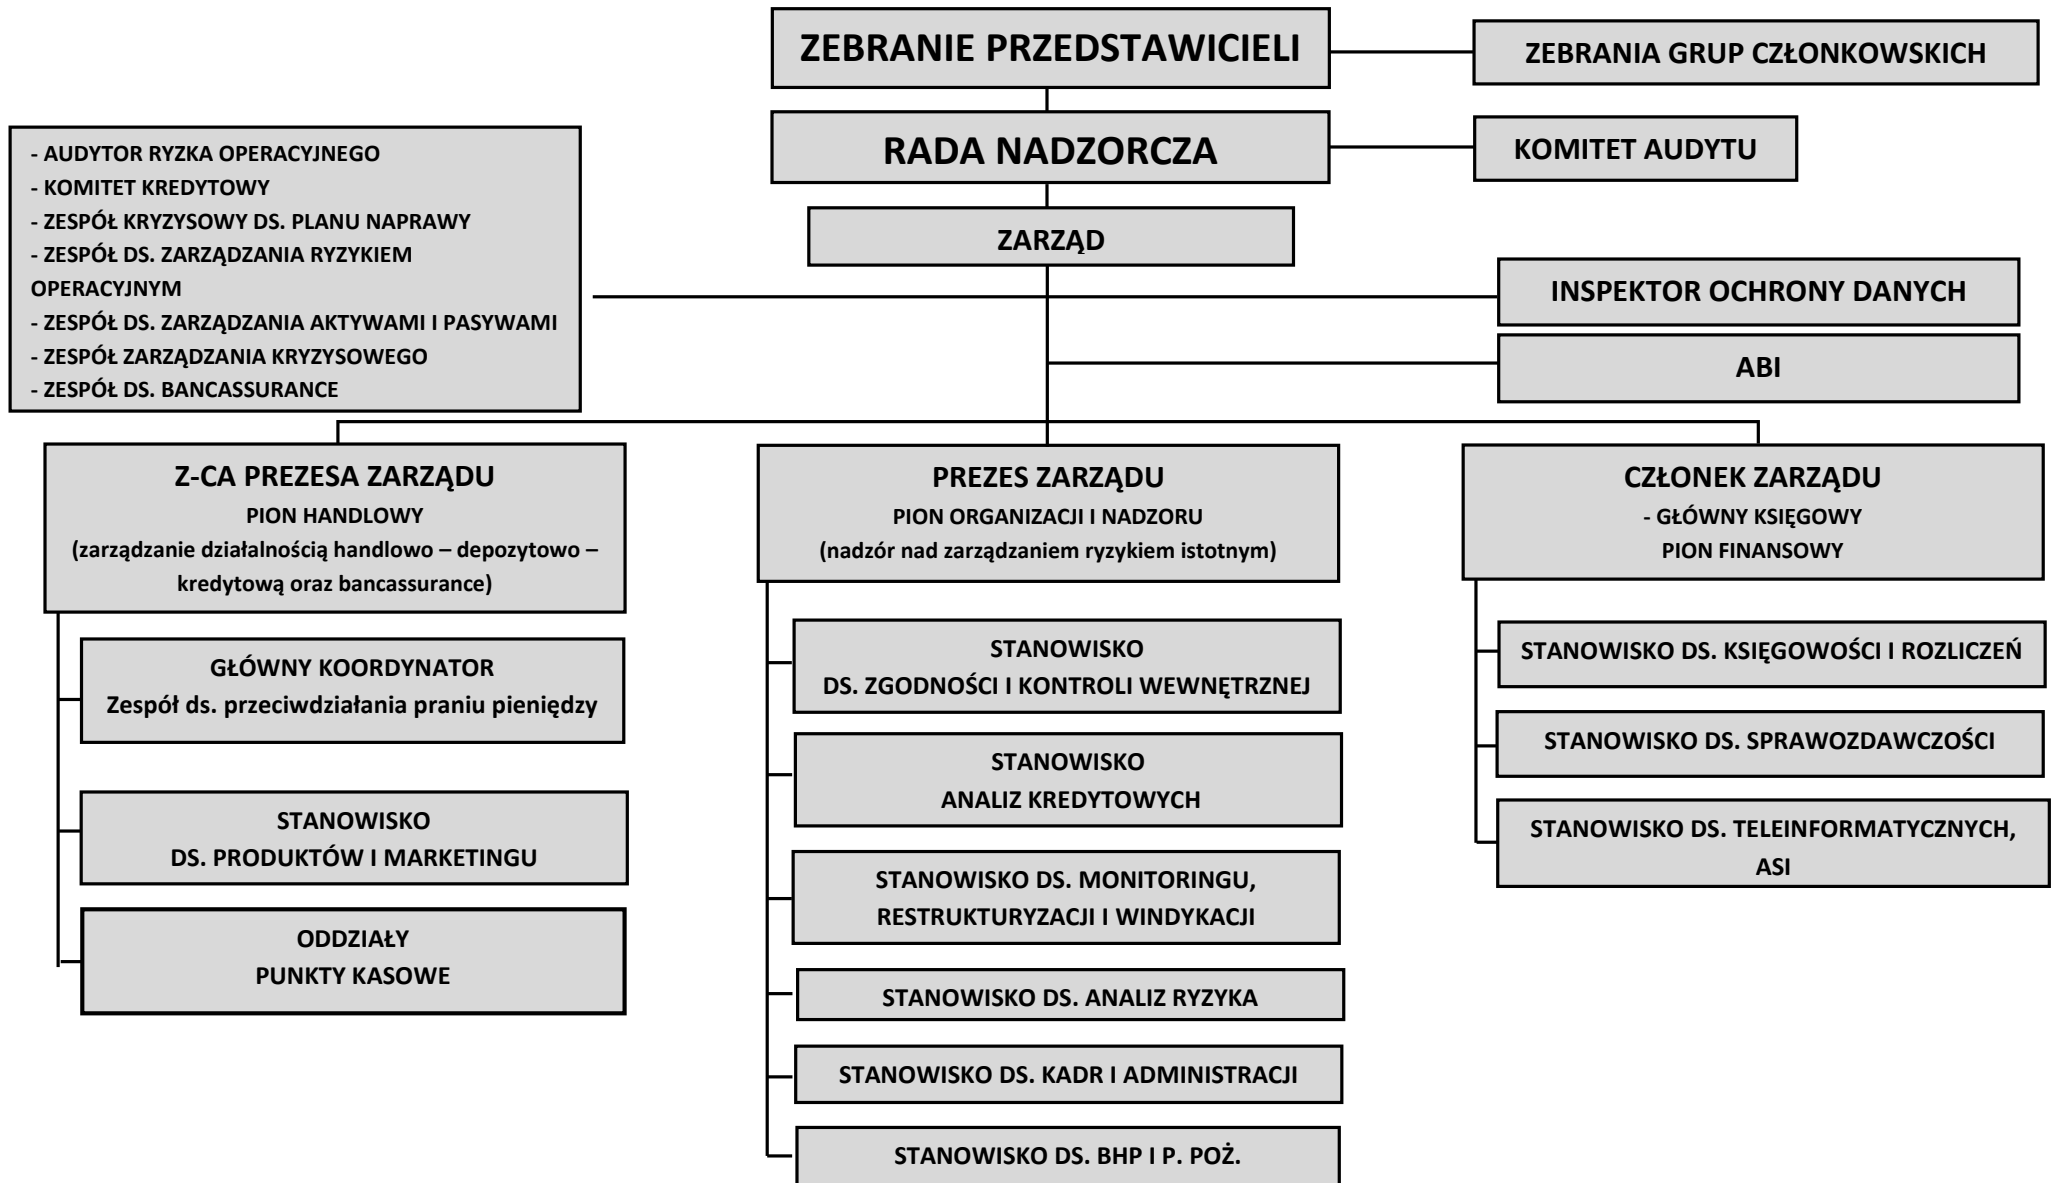 ZEBRANIE PRZEDSTAWICIELI
ZEBRANIA GRUP CZŁONKOWSKICH
RADA NADZORCZA
KOMITET AUDYTU
- AUDYTOR RYZKA OPERACYJNEGO
- KOMITET KREDYTOWY
- ZESPÓŁ KRYZYSOWY DS. PLANU NAPRAWY
- ZESPÓŁ DS. ZARZĄDZANIA RYZYKIEM
OPERACYJNYM
- ZESPÓŁ DS. ZARZĄDZANIA AKTYWAMI I PASYWAMI
- ZESPÓŁ ZARZĄDZANIA KRYZYSOWEGO
- ZESPÓŁ DS. BANCASSURANCE
ZARZĄD
INSPEKTOR OCHRONY DANYCH
ABI
Z-CA PREZESA ZARZĄDU
PION HANDLOWY
(zarządzanie działalnością handlowo – depozytowo –
kredytową oraz bancassurance)
GŁÓWNY KOORDYNATOR
Zespół ds. przeciwdziałania praniu pieniędzy
STANOWISKO
DS. PRODUKTÓW I MARKETINGU
ODDZIAŁY
PUNKTY KASOWE
PREZES ZARZĄDU
PION ORGANIZACJI I NADZORU
(nadzór nad zarządzaniem ryzykiem istotnym)
STANOWISKO
DS. ZGODNOŚCI I KONTROLI WEWNĘTRZNEJ
STANOWISKO
ANALIZ KREDYTOWYCH
STANOWISKO DS. MONITORINGU,
RESTRUKTURYZACJI I WINDYKACJI
STANOWISKO DS. ANALIZ RYZYKA
STANOWISKO DS. KADR I ADMINISTRACJI
STANOWISKO DS. BHP I P. POŻ.
CZŁONEK ZARZĄDU
- GŁÓWNY KSIĘGOWY
PION FINANSOWY
STANOWISKO DS. KSIĘGOWOŚCI I ROZLICZEŃ
STANOWISKO DS. SPRAWOZDAWCZOŚCI
STANOWISKO DS. TELEINFORMATYCZNYCH,
ASI